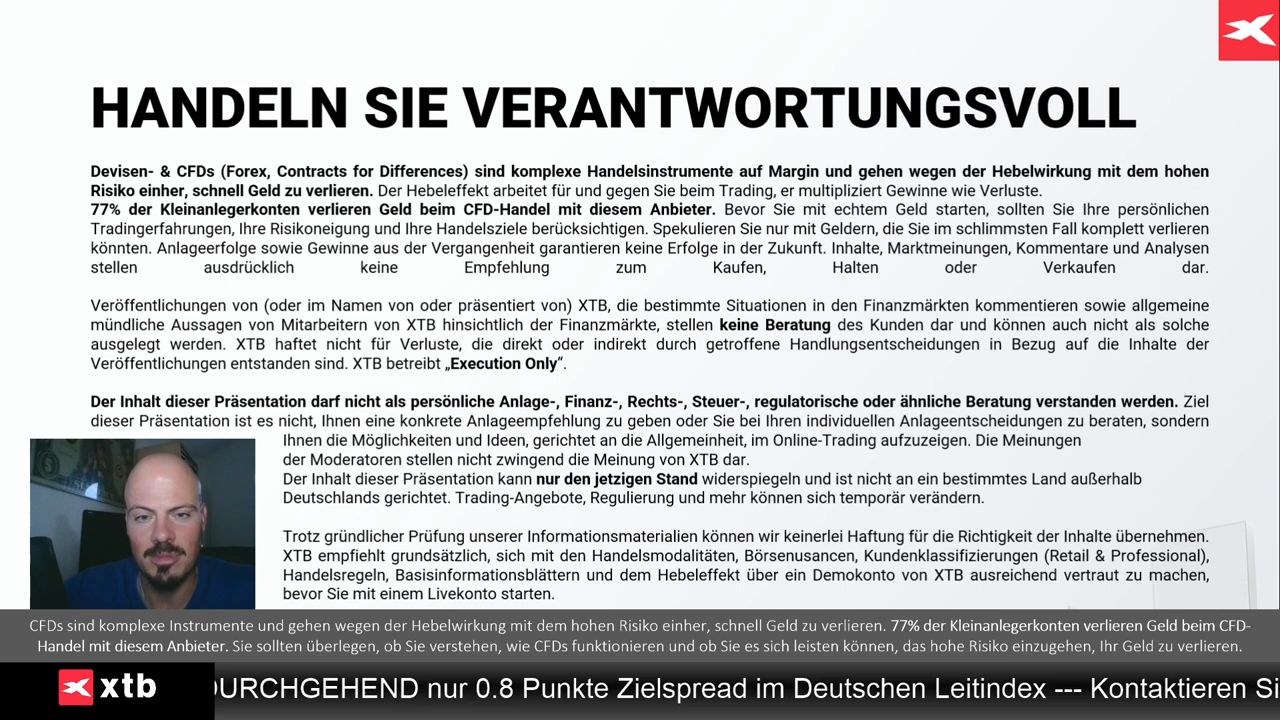 HANDELN SIE VERANTWORTUNGSVOLL
Devisen- & CFDs (Forex, Contracts for Differences) sind komplexe Handelsinstrumente auf Margin und gehen wegen der Hebelwirkung mit dem hohen
Risiko einher, schnell Geld zu verlieren. Der Hebeleffekt arbeitet für und gegen Sie beim Trading, er multipliziert Gewinne wie Verluste.
77% der Kleinanlegerkonten verlieren Geld beim CFD-Handel mit diesem Anbieter. Bevor Sie mit echtem Geld starten, sollten Sie Ihre persönlichen
Tradingerfahrungen, Ihre Risikoneigung und Ihre Handelsziele berücksichtigen. Spekulieren Sie nur mit Geldern, die Sie im schlimmsten Fall komplett verlieren
könnten. Anlageerfolge sowie Gewinne aus der Vergangenheit garantieren keine Erfolge in der Zukunft. Inhalte, Marktmeinungen, Kommentare und Analysen
stellen ausdrücklich keine Empfehlung zum Kaufen, Halten oder Verkaufen dar.
Veröffentlichungen von (oder im Namen von oder präsentiert von) XTB, die bestimmte Situationen in den Finanzmärkten kommentieren sowie allgemeine
mündliche Aussagen von Mitarbeitern von XTB hinsichtlich der Finanzmärkte, stellen keine Beratung des Kunden dar und können auch nicht als solche
ausgelegt werden. XTB haftet nicht für Verluste, die direkt oder indirekt durch getroffene Handlungsentscheidungen in Bezug auf die Inhalte der
Veröffentlichungen entstanden sind. XTB betreibt „Execution Only“.
Der Inhalt dieser Präsentation darf nicht als persönliche Anlage-, Finanz-, Rechts-, Steuer-, regulatorische oder ähnliche Beratung verstanden werden. Ziel
dieser Präsentation ist es nicht, Ihnen eine konkrete Anlageempfehlung zu geben oder Sie bei Ihren individuellen Anlageentscheidungen zu beraten, sondern
Ihnen die Möglichkeiten und Ideen, gerichtet an die Allgemeinheit, im Online-Trading aufzuzeigen. Die Meinungen
der Moderatoren stellen nicht zwingend die Meinung von XTB dar.
Der Inhalt dieser Präsentation kann nur den jetzigen Stand widerspiegeln und ist nicht an ein bestimmtes Land außerhalb
Deutschlands gerichtet. Trading-Angebote, Regulierung und mehr können sich temporär verändern.
Trotz gründlicher Prüfung unserer Informationsmaterialien können wir keinerlei Haftung für die Richtigkeit der Inhalte übernehmen.
XTB empfiehlt grundsätzlich, sich mit den Handelsmodalitäten, Börsenusancen, Kundenklassifizierungen (Retail & Professional),
Handelsregeln, Basisinformationsblättern und dem Hebeleffekt über ein Demokonto von XTB ausreichend vertraut zu machen,
bevor Sie mit einem Livekonto starten.
CFDs sind komplexe Instrumente und gehen wegen der Hebelwirkung mit dem hohen Risiko einher, schnell Geld zu verlieren. 77% der Kleinanlegerkonten verlieren Geld beim CFD-
Handel mit diesem Anbieter. Sie sollten überlegen, ob Sie verstehen, wie CFDs funktionieren und ob Sie es sich leisten können, das hohe Risiko einzugehen, Ihr Geld zu verlieren.
xtb DURCHGEHEND nur 0.8 Punkte Zielspread im Deutschen Leitindex --- Kontaktieren Si